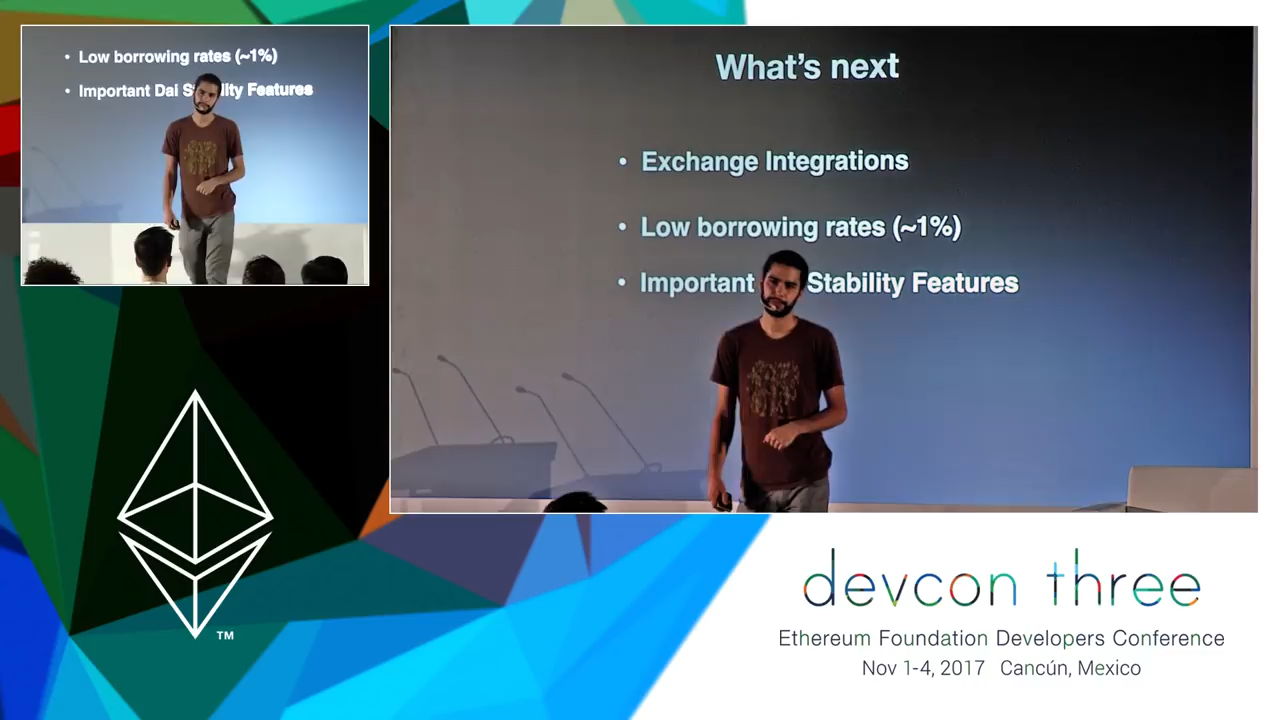 • Low borrowing rates (~1%)
• Important Dai Stability Features
What's next
• Exchange Integrations
• Low borrowing rates (~1%)
• Important Stability Features
TM
devcon three
Ethereum Foundation Developers Conference
Nov 1-4, 2017 Cancún, Mexico